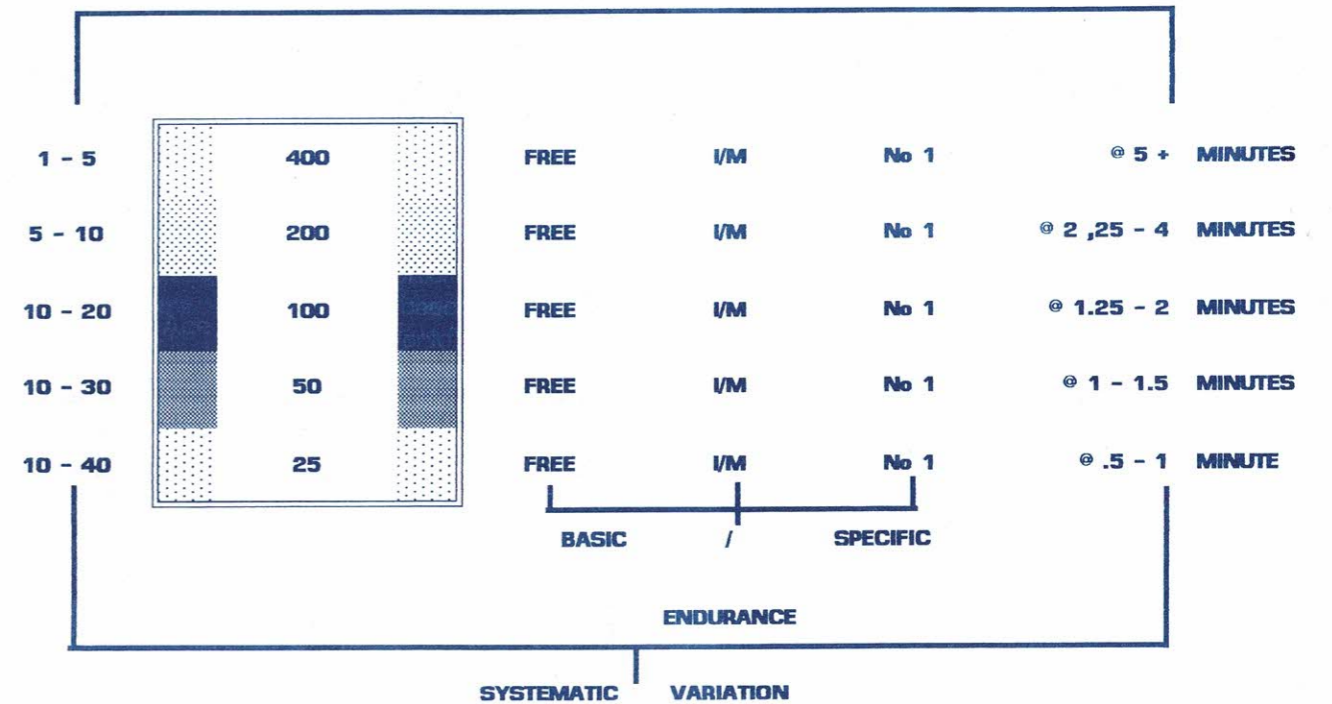 1 - 5 400 FREE I/M No 1 @ 5 + MINUTES
5 - 10 200 FREE I/M No 1 @ 2 ,25 - 4 MINUTES
10 - 20 100 FREE I/M No 1 @ 1.25 - 2 MINUTES
10 - 30 50 FREE I/M No 1 @ 1 - 1.5 MINUTES
10 - 40 25 FREE I/M No 1 @ .5 - 1 MINUTE
BASIC / SPECIFIC
ENDURANCE
SYSTEMATIC VARIATION